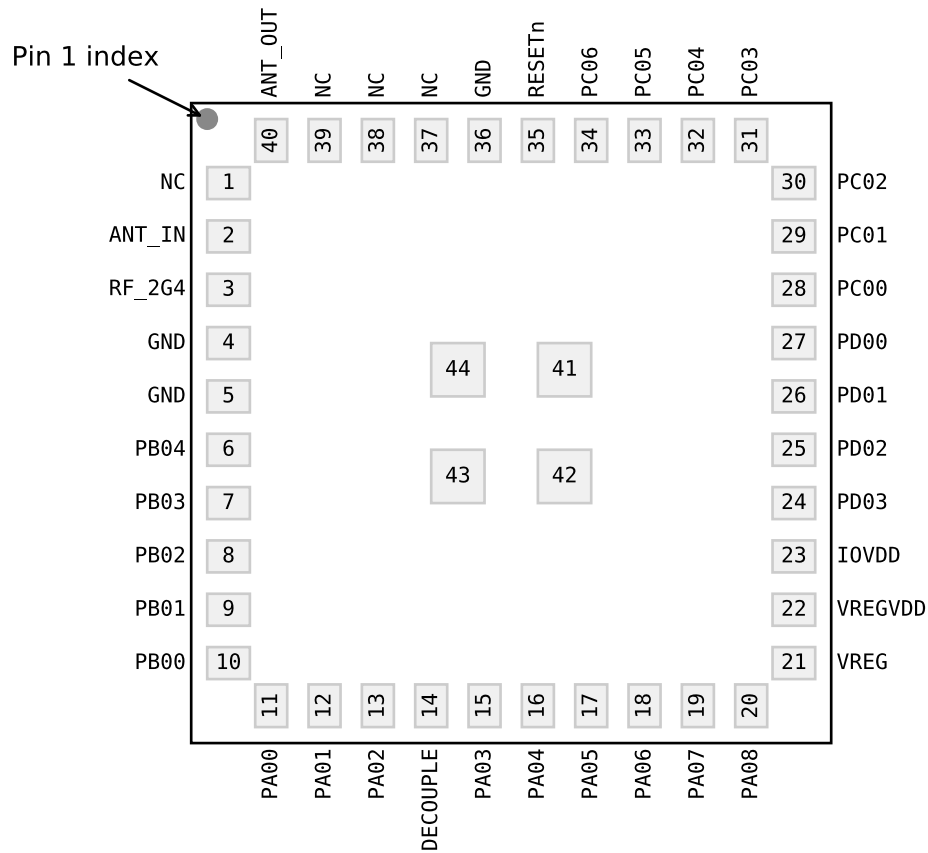 Pin 1 index
ANT_OUT NC NC NC GND RESETn PC06 PC05 PC04 PC03
40 39 38 37 36 35 34 33 32 31
NC 1 30 PC02
ANT_IN 2 29 PC01
RF_2G4 3 28 PC00
GND 4 27 PD00
44 41
GND 5 26 PD01
PB04 6 25 PD02
43 42
PB03 7 24 PD03
PB02 8 23 IOVDD
PB01 9 22 VREGVDD
PB00 10 21 VREG
11 12 13 14 15 16 17 18 19 20
PA00 PA01 PA02 DECOUPLE PA03 PA04 PA05 PA06 PA07 PA08